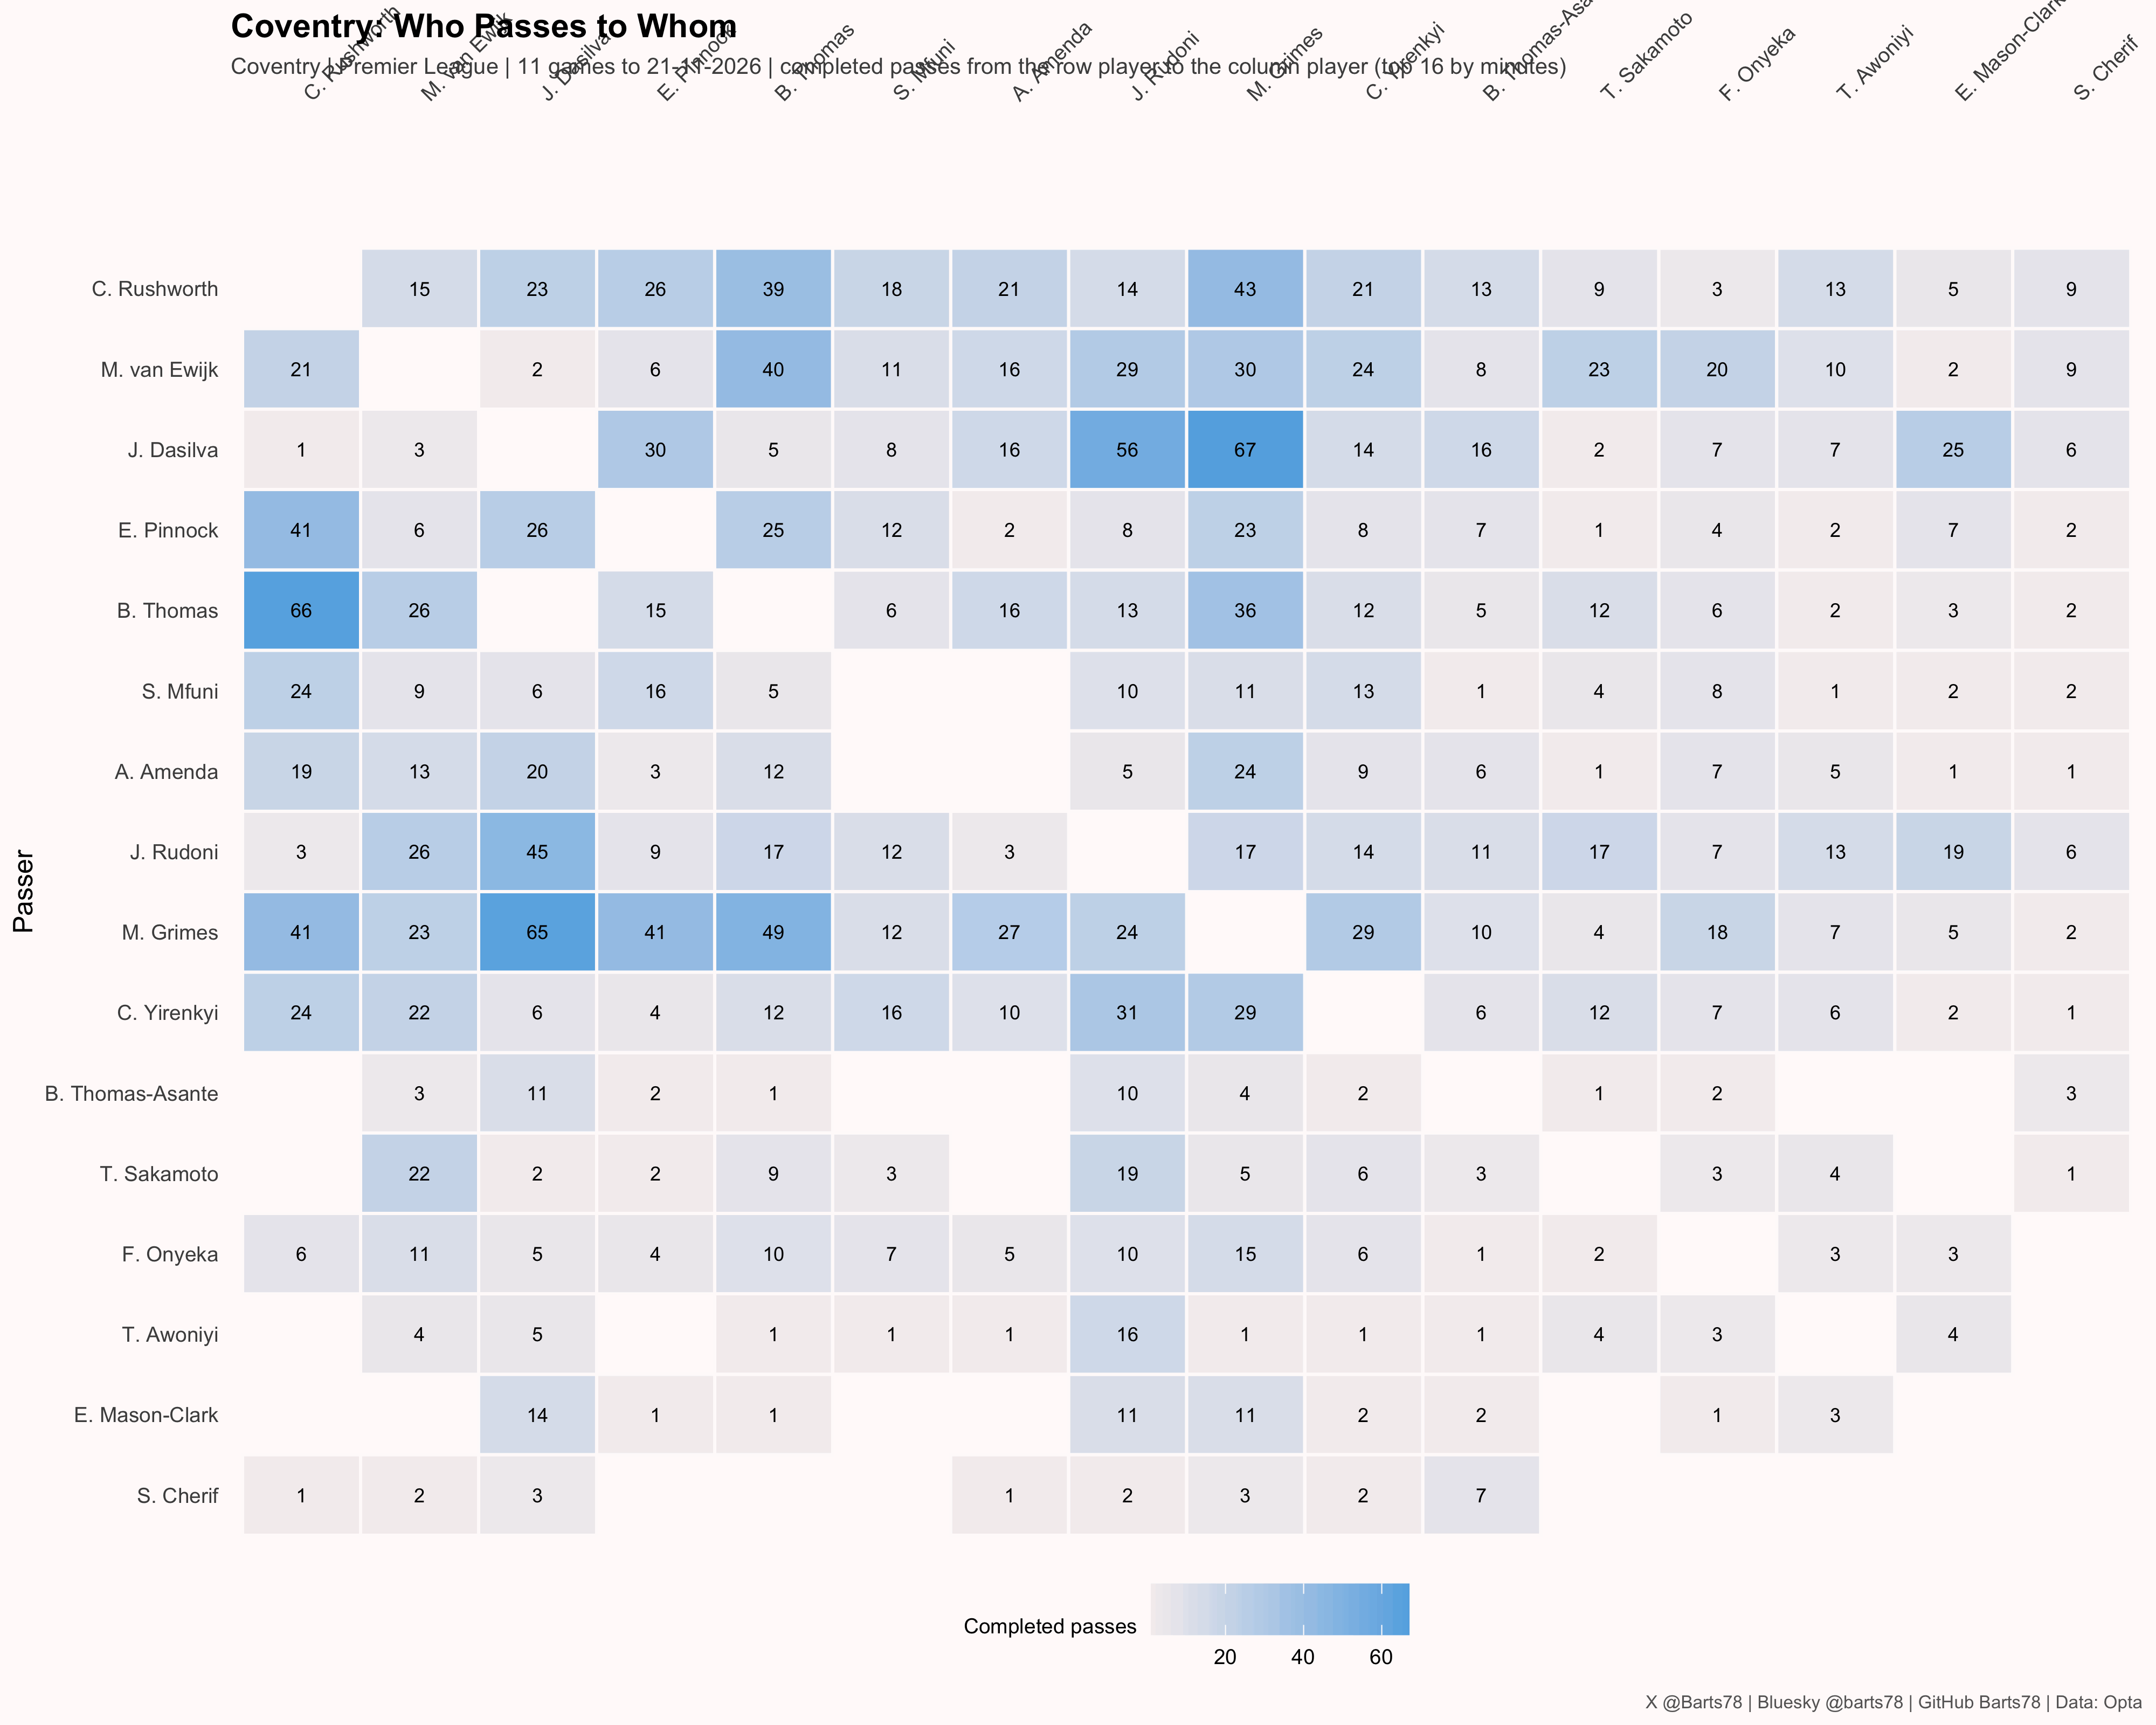 Coventry: Who Passes to Whom
Coventry | Premier League | 11 games to 21-11-2026 | completed passes from the row player to the column player (top 16 by minutes)
C. Rushworth M. van Ewijk J. Dasilva E. Pinnock B. Thomas S. Mfuni A. Amenda J. Rudoni M. Grimes C. Yirenkyi B. Thomas-Asa T. Sakamoto F. Onyeka T. Awoniyi E. Mason-Clark S. Cherif
C. Rushworth 15 23 26 39 18 21 14 43 21 13 9 3 13 5 9
M. van Ewijk 21 2 6 40 11 16 29 30 24 8 23 20 10 2 9
J. Dasilva 1 3 30 5 8 16 56 67 14 16 2 7 7 25 6
E. Pinnock 41 6 26 25 12 2 8 23 8 7 1 4 2 7 2
B. Thomas 66 26 15 6 16 13 36 12 5 12 6 2 3 2
S. Mfuni 24 9 6 16 5 10 11 13 1 4 8 1 2 2
A. Amenda 19 13 20 3 12 5 24 9 6 1 7 5 1 1
J. Rudoni 3 26 45 9 17 12 3 17 14 11 17 7 13 19 6
M. Grimes 41 23 65 41 49 12 27 24 29 10 4 18 7 5 2
C. Yirenkyi 24 22 6 4 12 16 10 31 29 6 12 7 6 2 1
B. Thomas-Asante 3 11 2 1 10 4 2 1 2 3
T. Sakamoto 22 2 2 9 3 19 5 6 3 3 4 1
F. Onyeka 6 11 5 4 10 7 5 10 15 6 1 2 3 3
T. Awoniyi 4 5 1 1 1 16 1 1 1 4 3 4
E. Mason-Clark 14 1 1 11 11 2 2 1 3
S. Cherif 1 2 3 1 2 3 2 7
Passer
Completed passes
20 40 60
X @Barts78 | Bluesky @barts78 | GitHub Barts78 | Data: Opta